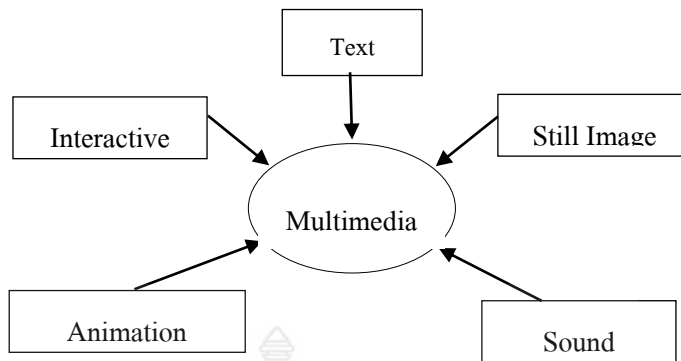 Text
Interactive
Still Image
Multimedia
Animation
Sound